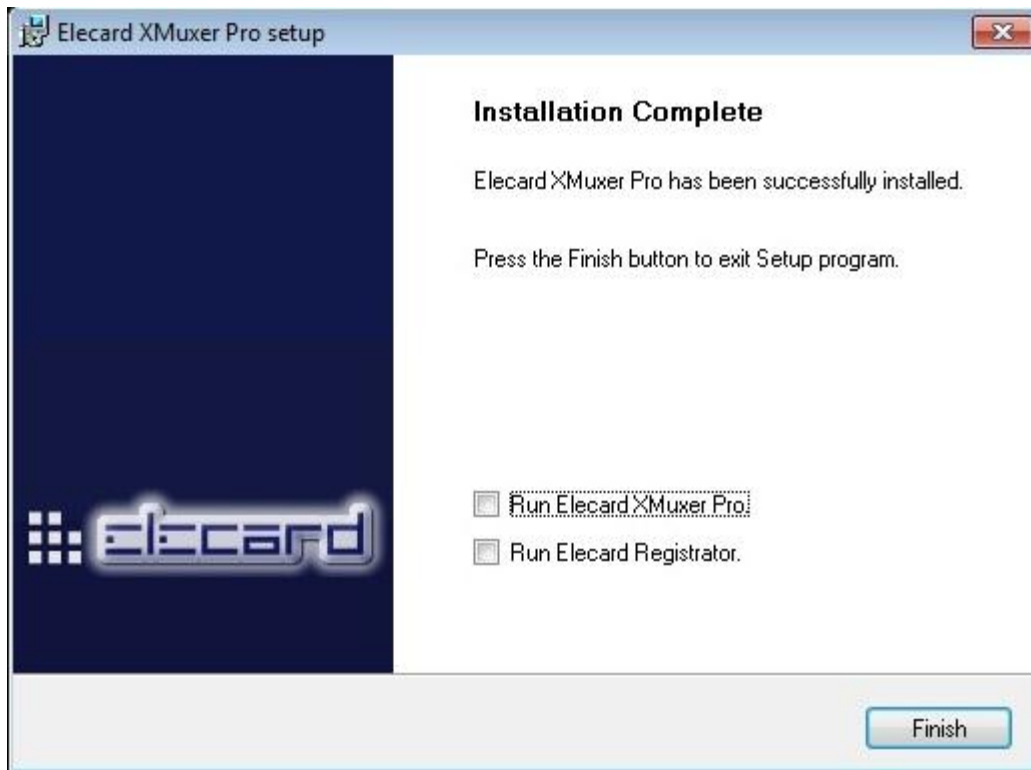 Elecard XMuxer Pro setup
Installation Complete
Elecard XMuxer Pro has been successfully installed.
Press the Finish button to exit Setup program.
elecard
Run Elecard XMuxer Pro.
Run Elecard Registrator.
Finish